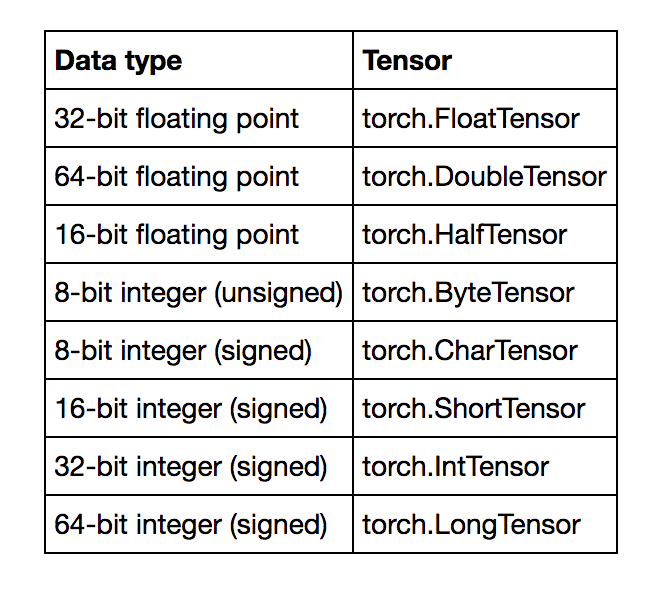 Data type Tensor
32-bit floating point torch.FloatTensor
64-bit floating point torch.DoubleTensor
16-bit floating point torch.HalfTensor
8-bit integer (unsigned) torch.ByteTensor
8-bit integer (signed) torch.CharTensor
16-bit integer (signed) torch.ShortTensor
32-bit integer (signed) torch.IntTensor
64-bit integer (signed) torch.LongTensor